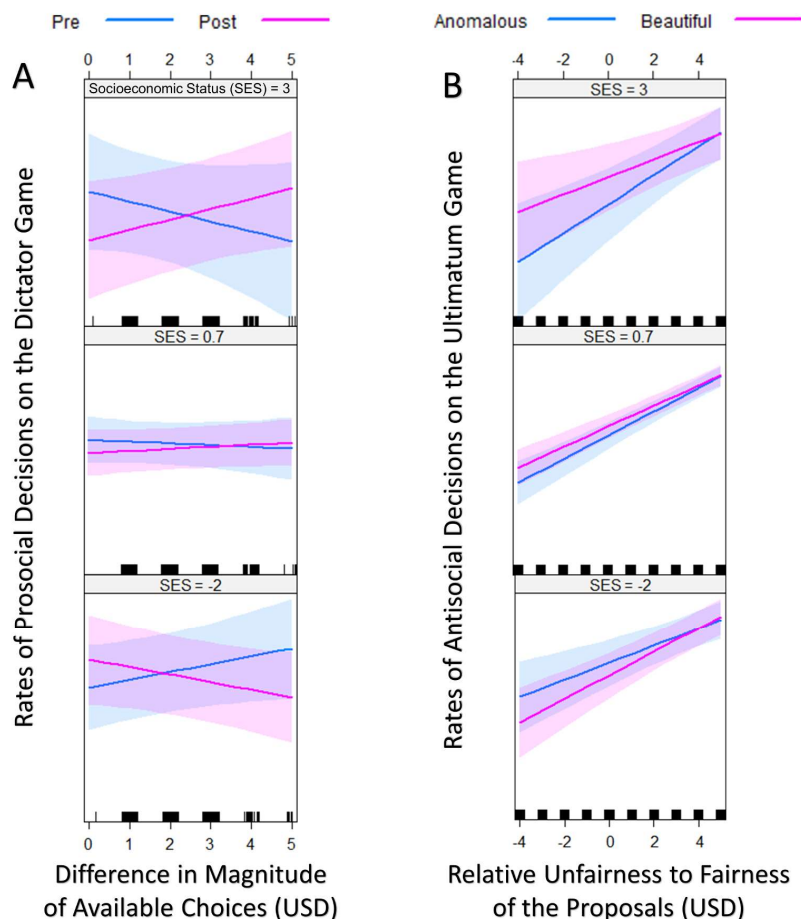 Pre Post
Anomalous Beautiful
A
0 1 2 3 4 5
Socioeconomic Status (SES) = 3
SES = 0.7
SES = -2
0 1 2 3 4 5
Rates of Prosocial Decisions on the Dictator Game
Difference in Magnitude
of Available Choices (USD)
B
-4 -2 0 2 4
SES = 3
SES = 0.7
SES = -2
-4 -2 0 2 4
Rates of Antisocial Decisions on the Ultimatum Game
Relative Unfairness to Fairness
of the Proposals (USD)